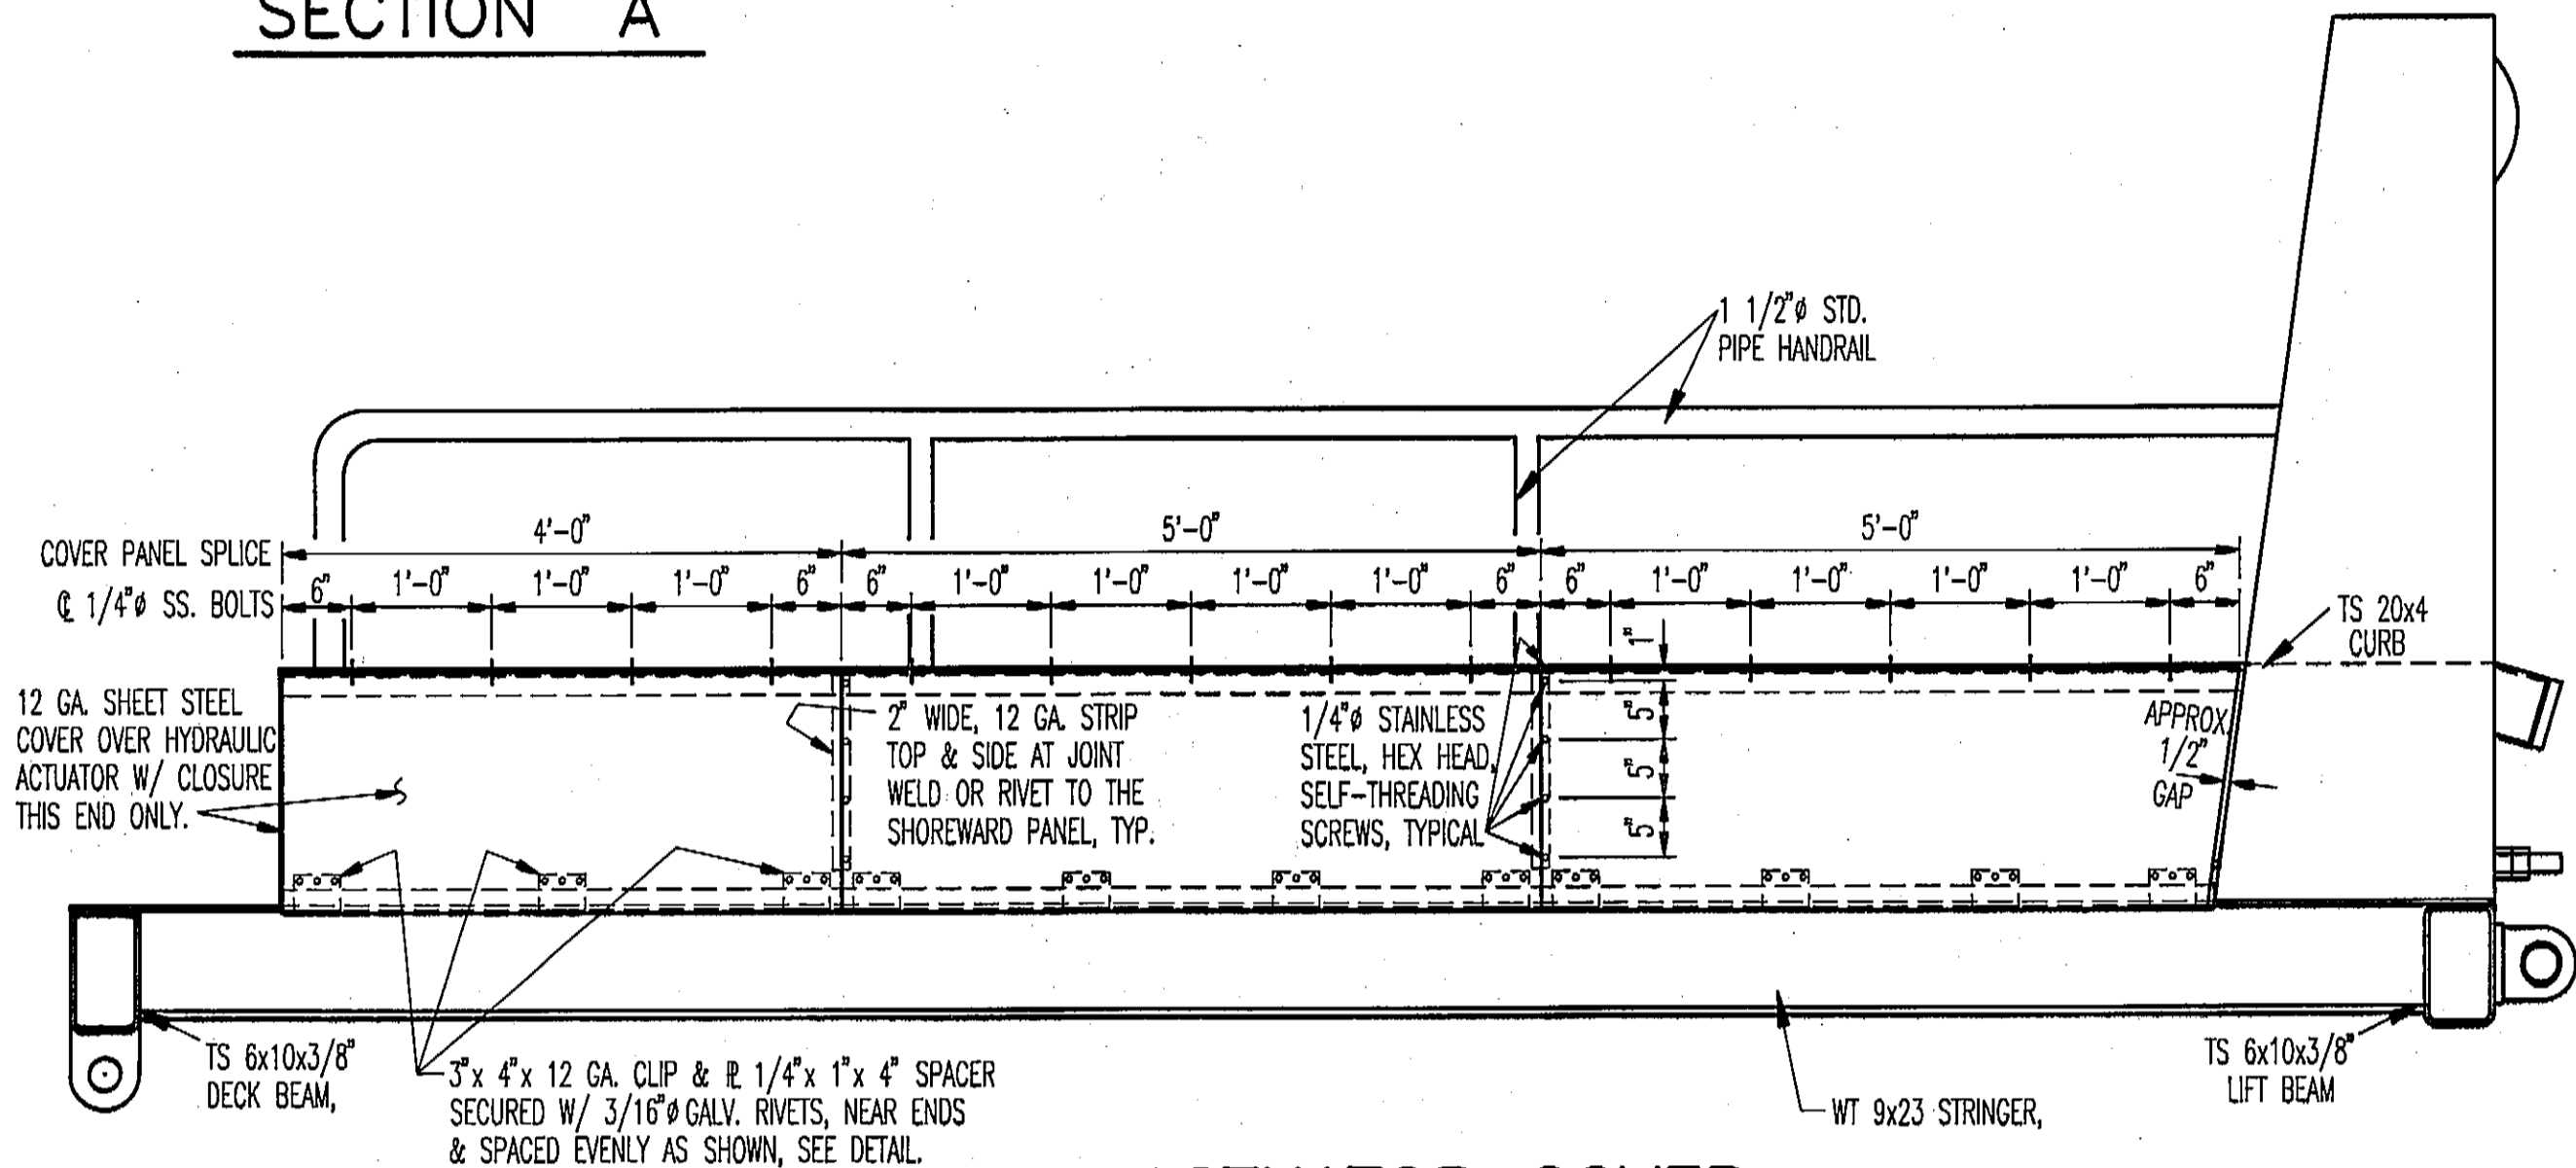 SECTION A
1 1/2"ø STD.
PIPE HANDRAIL
COVER PANEL SPLICE
4'-0"
5'-0"
5'-0"
℄ 1/4"ø SS. BOLTS
6" 1'-0" 1'-0" 1'-0" 6" 6" 1'-0" 1'-0" 1'-0" 1'-0" 6" 6" 1'-0" 1'-0" 1'-0" 1'-0" 6"
TS 20x4
CURB
1"
5"
5"
5"
12 GA. SHEET STEEL
COVER OVER HYDRAULIC
ACTUATOR W/ CLOSURE
THIS END ONLY.
2" WIDE, 12 GA. STRIP
TOP & SIDE AT JOINT
WELD OR RIVET TO THE
SHOREWARD PANEL, TYP.
1/4"ø STAINLESS
STEEL, HEX HEAD,
SELF-THREADING
SCREWS, TYPICAL
APPROX.
1/2"
GAP
TS 6x10x3/8"
DECK BEAM,
3"x 4"x 12 GA. CLIP & ⅊ 1/4"x 1"x 4" SPACER
SECURED W/ 3/16"ø GALV. RIVETS, NEAR ENDS
& SPACED EVENLY AS SHOWN, SEE DETAIL.
WT 9x23 STRINGER,
TS 6x10x3/8"
LIFT BEAM